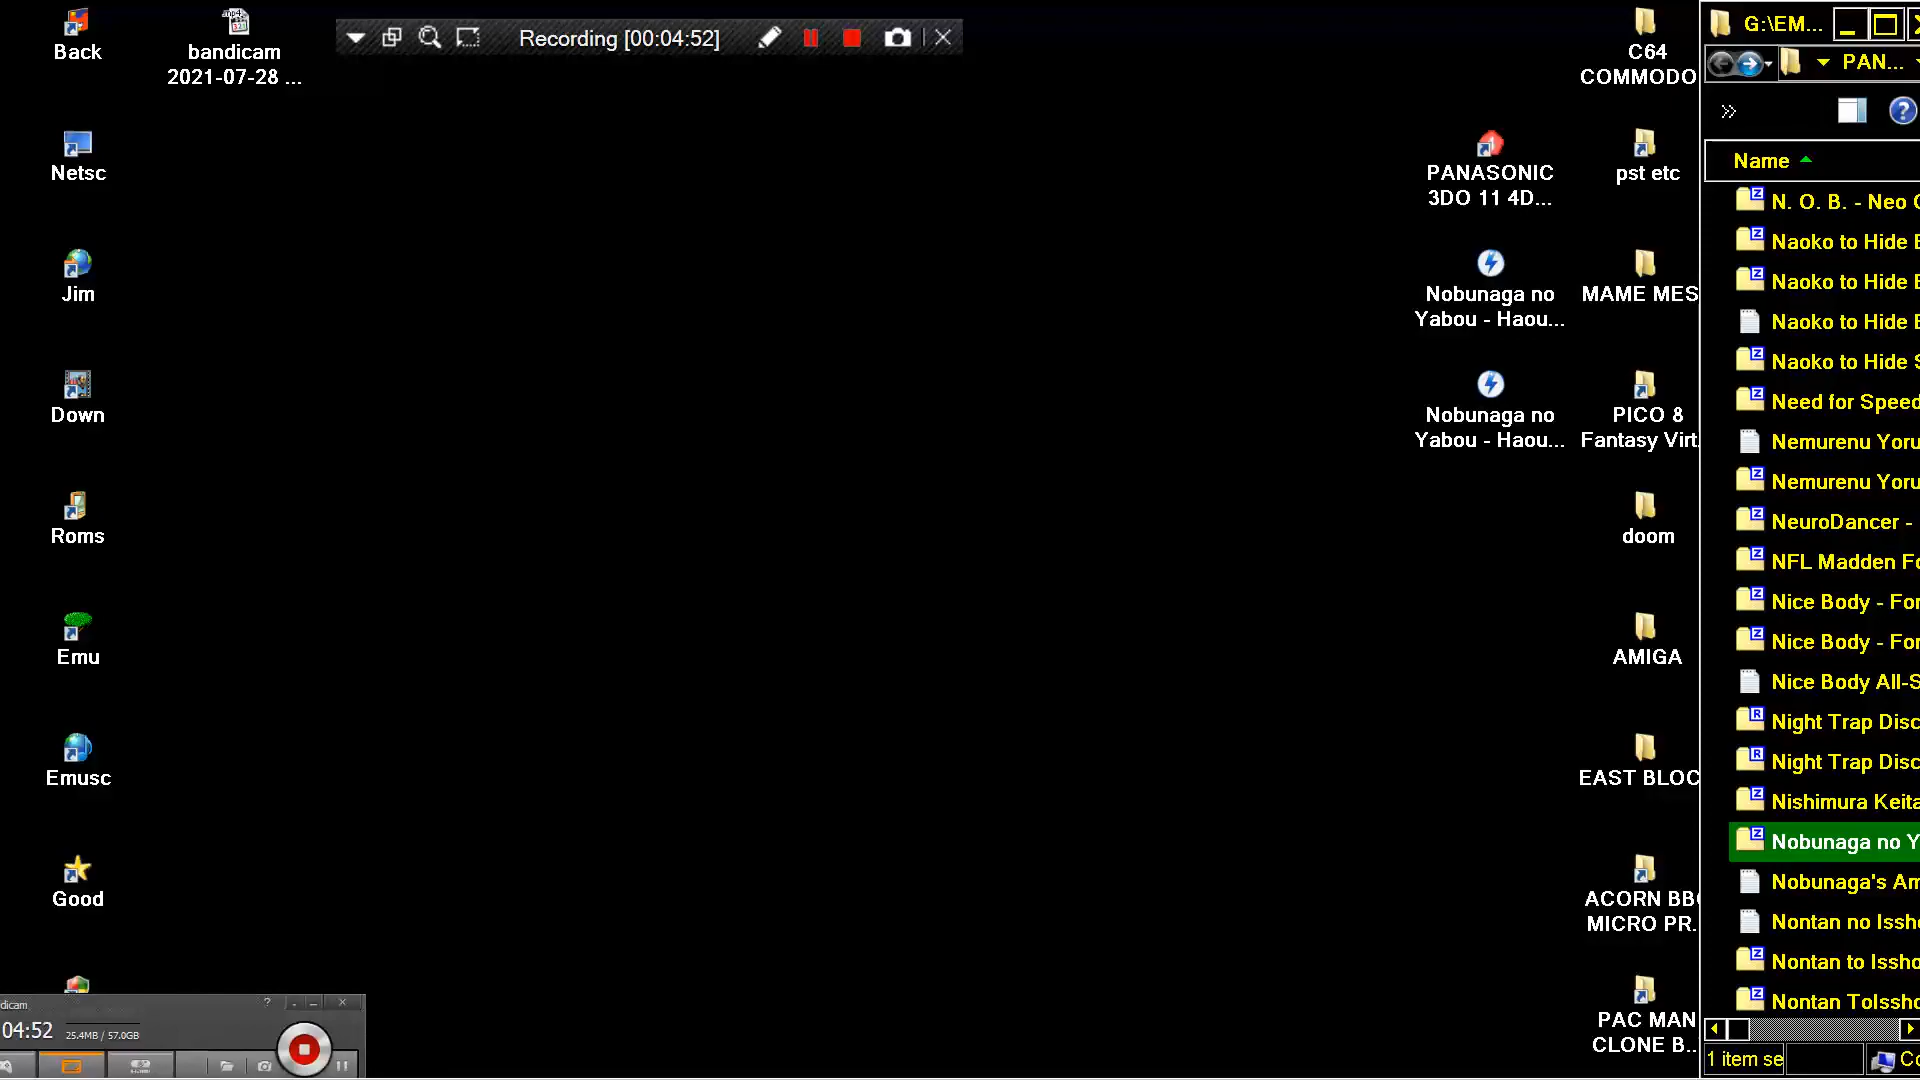 Back
bandicam
2021-07-28 ...
Recording [00:04:52]
C64
COMMODO
G:\EM...
PAN...
Netsc
PANASONIC
3DO 11 4D...
pst etc
Name
N. O. B. - Neo
Naoko to Hide
Naoko to Hide
Naoko to Hide
Naoko to Hide
Need for Speed
Nemurenu Yoru
Nemurenu Yoru
NeuroDancer -
NFL Madden
Nice Body - For
Nice Body - For
Nice Body All-S
Night Trap Disc
Night Trap Disc
Nishimura Keita
Nobunaga no Y
Nobunaga's Am
Nontan no Issho
Nontan to Issho
Nontan ToIssho
1 item se
Co
Jim
Nobunaga no
Yabou - Haou...
MAME MES
Down
Nobunaga no
Yabou - Haou...
PICO 8
Fantasy Virt
Roms
doom
Emu
AMIGA
Emusc
EAST BLOC
Good
ACORN BB
MICRO PR.
PAC MAN
CLONE B..
dicam
04:52
25.4MB / 57.0GB